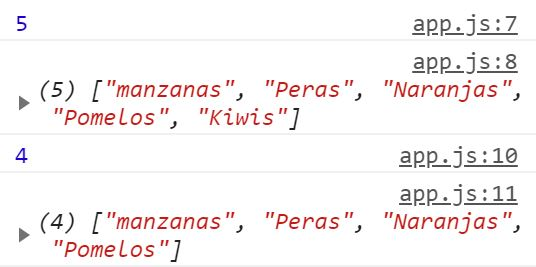 5 app.js:7
app.js:8
(5) ["manzanas", "Peras", "Naranjas",
"Pomelos", "Kiwis"]
4 app.js:10
app.js:11
(4) ["manzanas", "Peras", "Naranjas",
"Pomelos"]